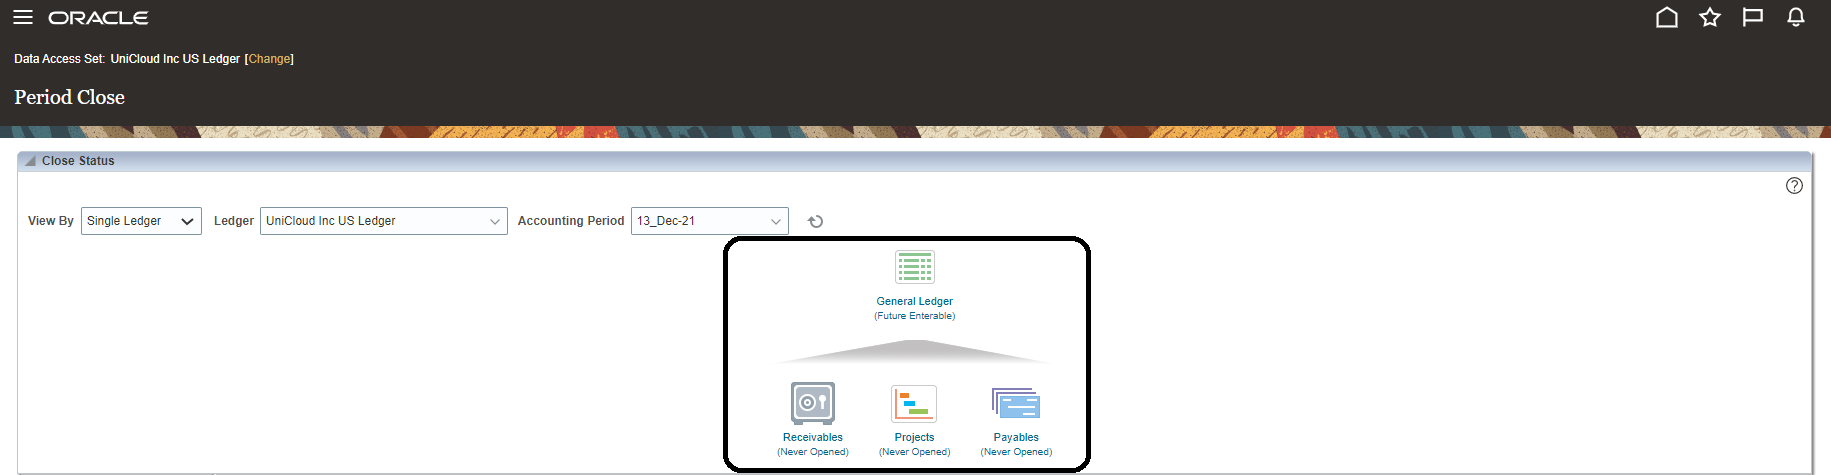 ORACLE
Data Access Set: UniCloud Inc US Ledger [Change]
Period Close
Close Status
View By Single Ledger Ledger UniCloud Inc US Ledger Accounting Period 13_Dec-21
General Ledger
(Future Enterable)
Receivables Projects Payables
(Never Opened) (Never Opened) (Never Opened)